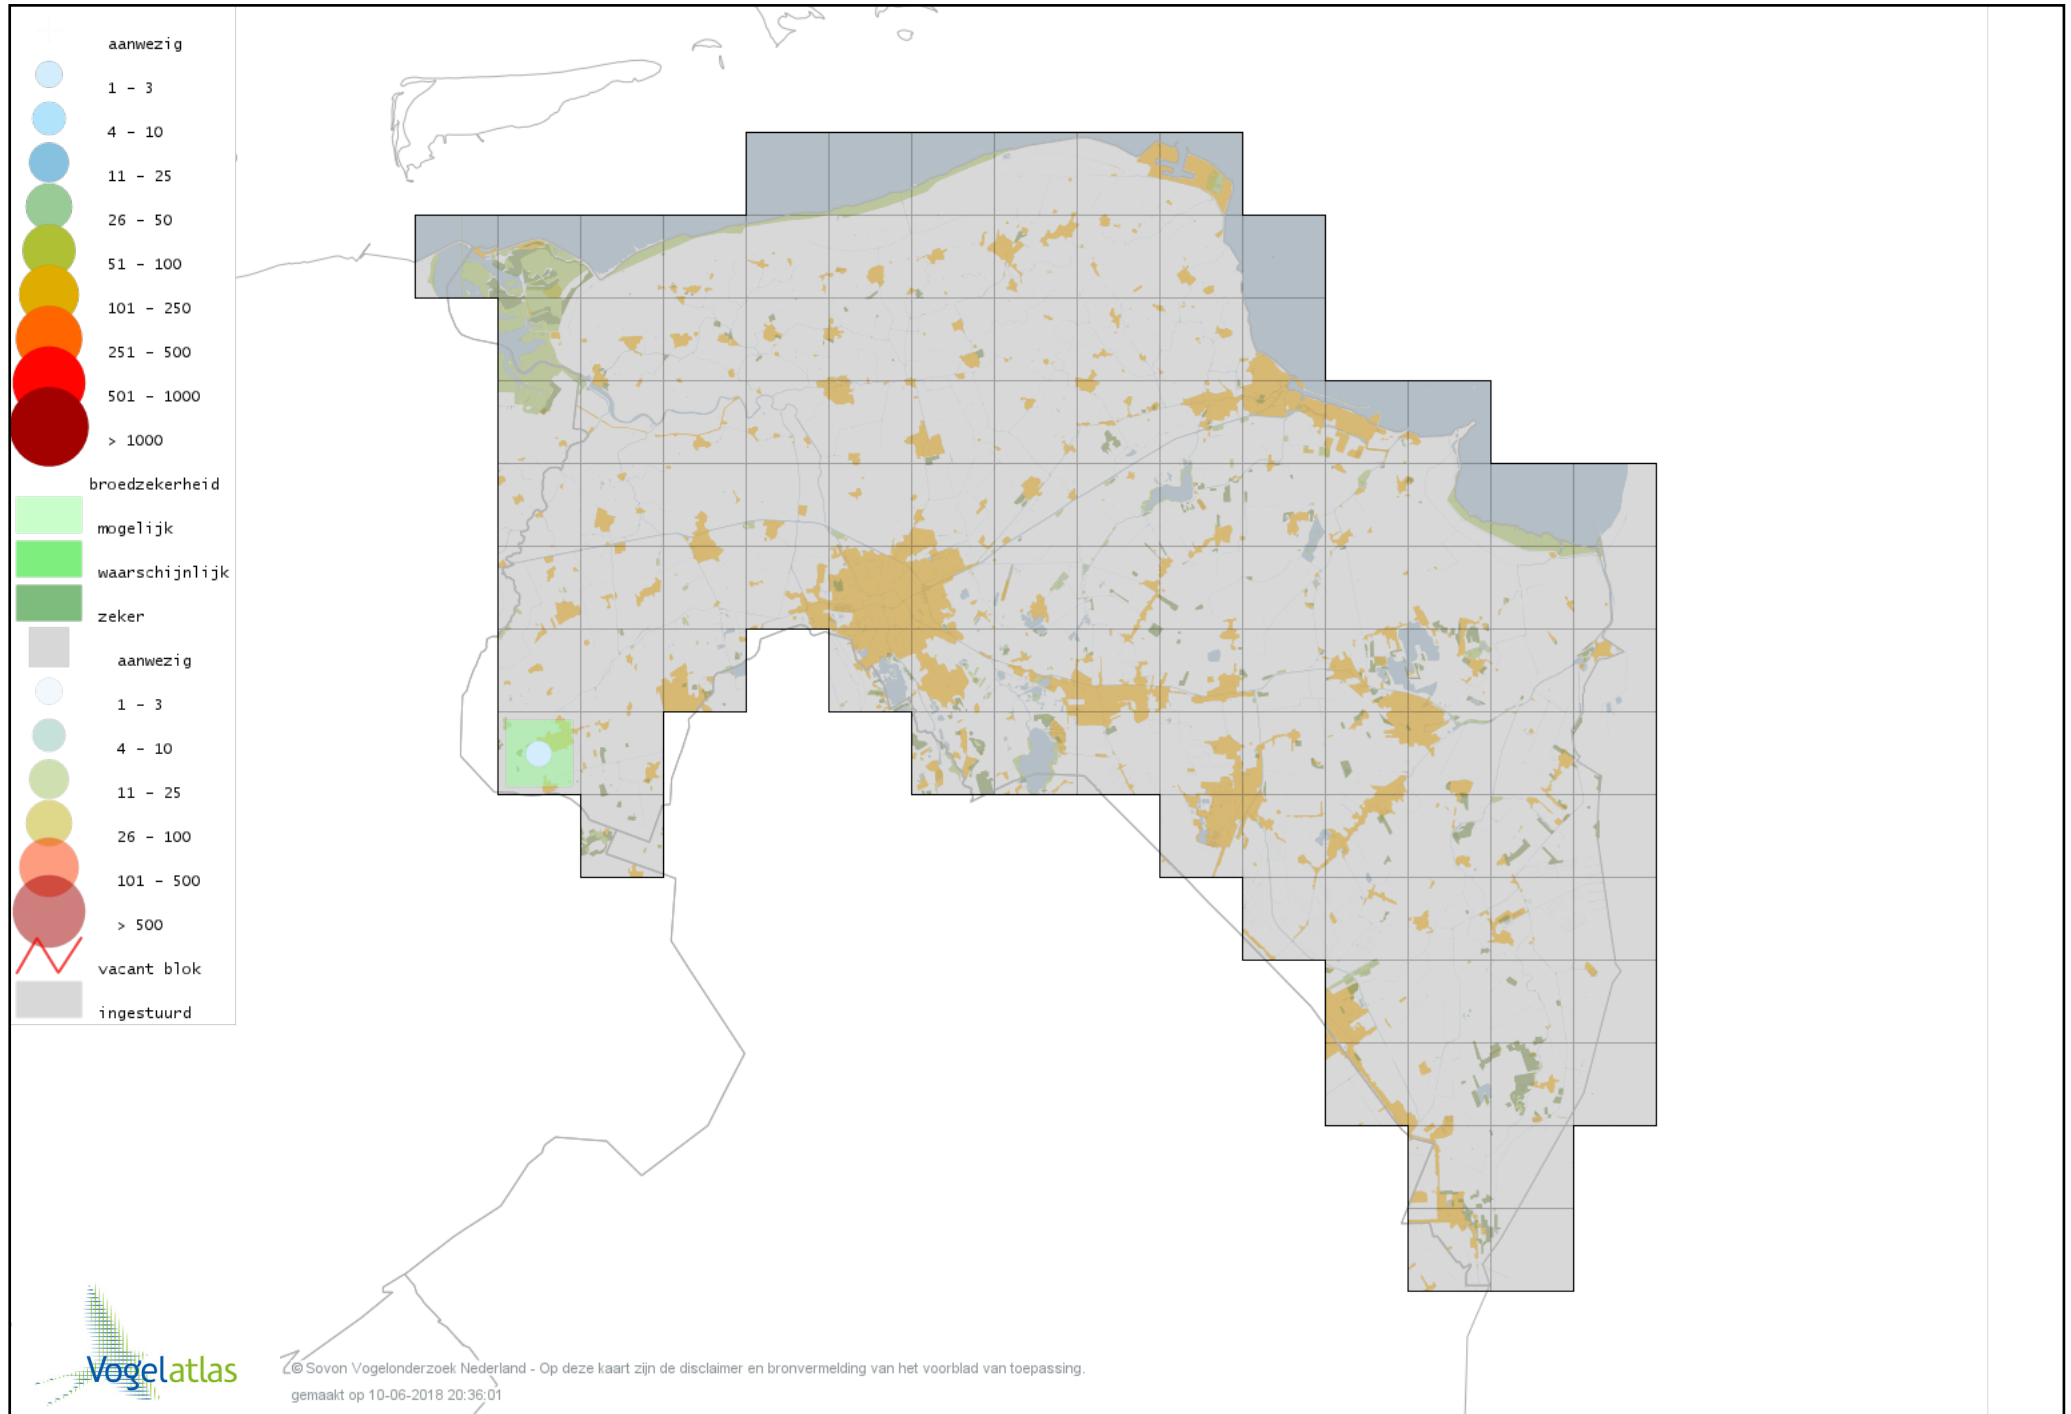 aanwezig
1 - 3
4 - 10
11 - 25
26 - 50
51 - 100
101 - 250
251 - 500
501 - 1000
> 1000
broedzekerheid
mogelijk
waarschijnlijk
zeker
aanwezig
1 - 3
4 - 10
11 - 25
26 - 100
101 - 500
> 500
vacant blok
ingestuurd
Vogelatlas
© Sovon Vogelonderzoek Nederland - Op deze kaart zijn de disclaimer en bronvermelding van het voorblad van toepassing.
gemaakt op 10-06-2018 20:36:01